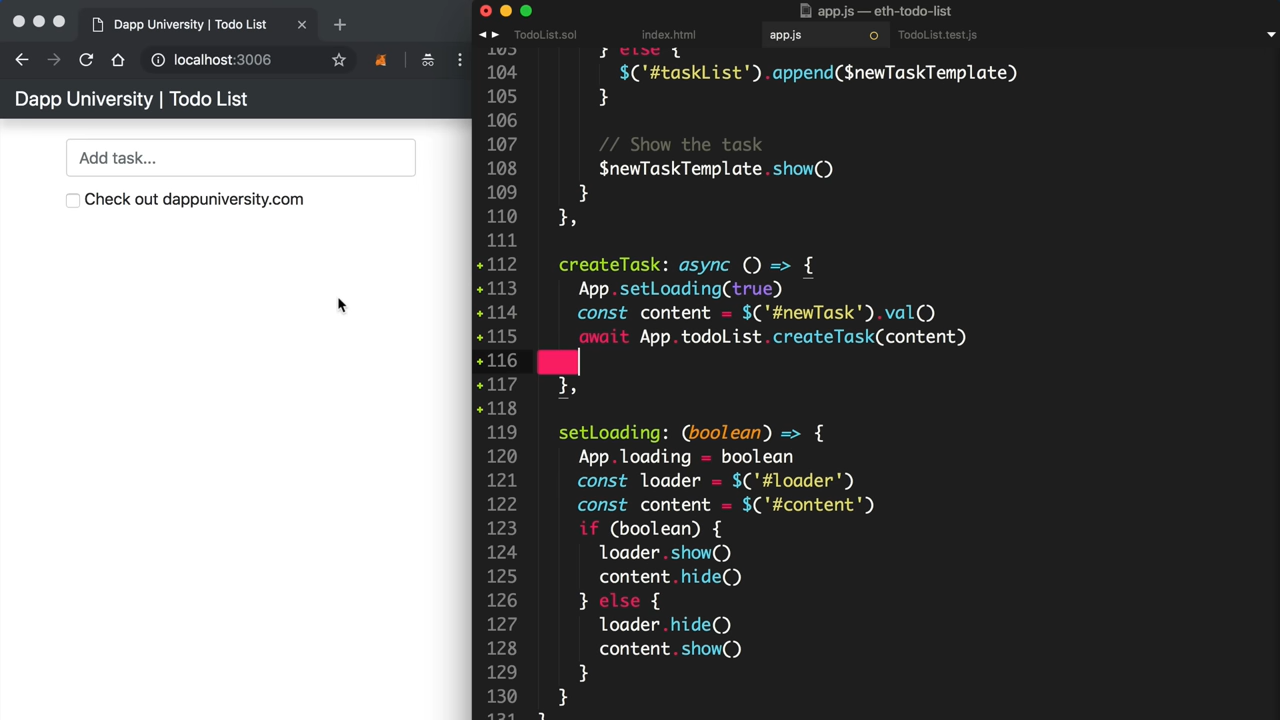 Dapp University | Todo List
localhost:3006
Dapp University | Todo List
Add task...
Check out dappuniversity.com
app.js — eth-todo-list
TodoList.sol
index.html
app.js
TodoList.test.js
103 } else {
104 $('#taskList').append($newTaskTemplate)
105 }
106
107 // Show the task
108 $newTaskTemplate.show()
109 }
110 },
111
112 createTask: async () => {
113 App.setLoading(true)
114 const content = $('#newTask').val()
115 await App.todoList.createTask(content)
116
117 },
118
119 setLoading: (boolean) => {
120 App.loading = boolean
121 const loader = $('#loader')
122 const content = $('#content')
123 if (boolean) {
124 loader.show()
125 content.hide()
126 } else {
127 loader.hide()
128 content.show()
129 }
130 }
131 }